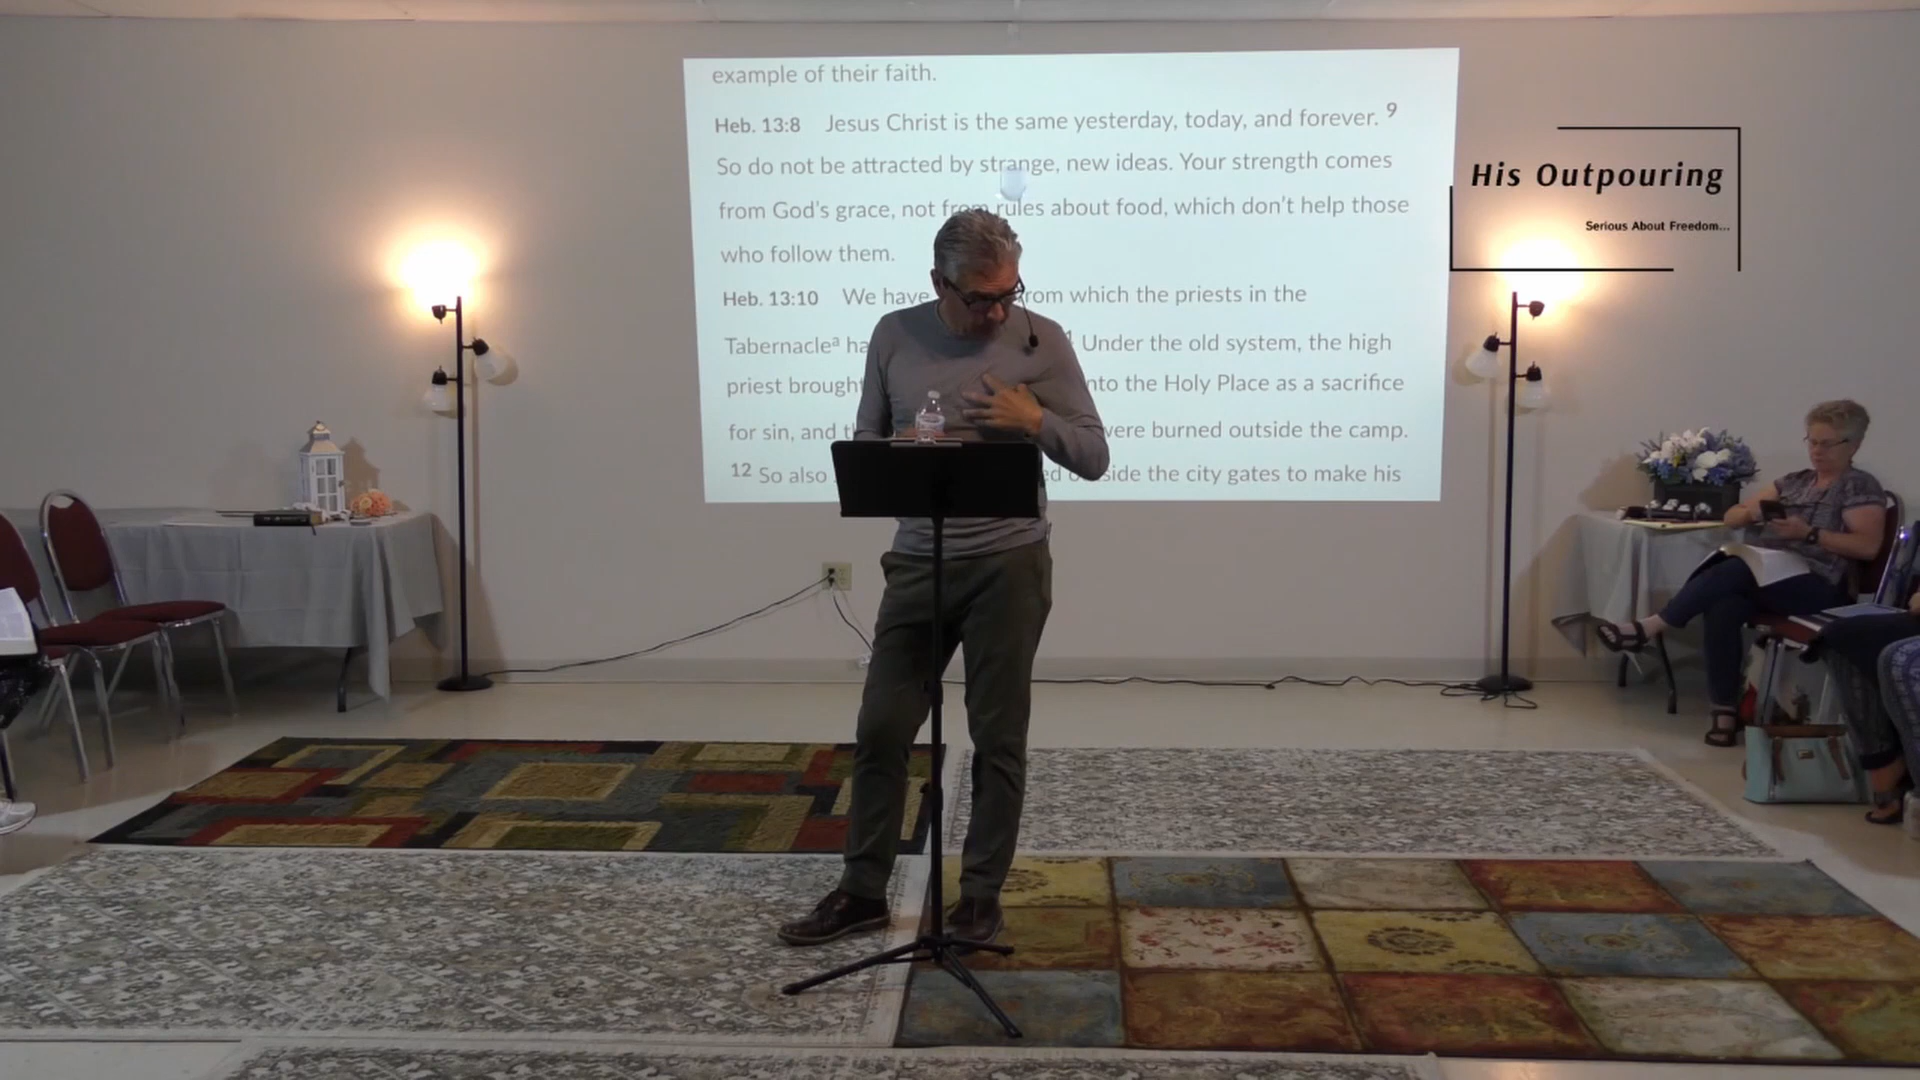 example of their faith.
Heb. 13:8 Jesus Christ is the same yesterday, today, and forever. 9
So do not be attracted by strange, new ideas. Your strength comes
from God's grace, not from rules about food, which don't help those
who follow them.
Heb. 13:10 We have from which the priests in the
Tabernacleª ha Under the old system, the high
priest brought into the Holy Place as a sacrifice
for sin, and th were burned outside the camp.
12 So also outside the city gates to make his
His Outpouring
Serious About Freedom...